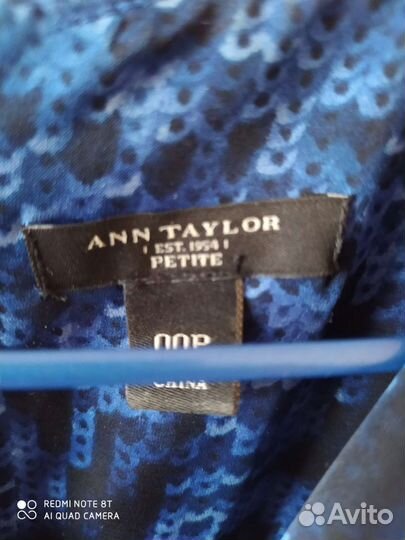 ANN TAYLOR
EST. 1954
PETITE
00P
CHINA
REDMI NOTE 8T
AI QUAD CAMERA
Avito